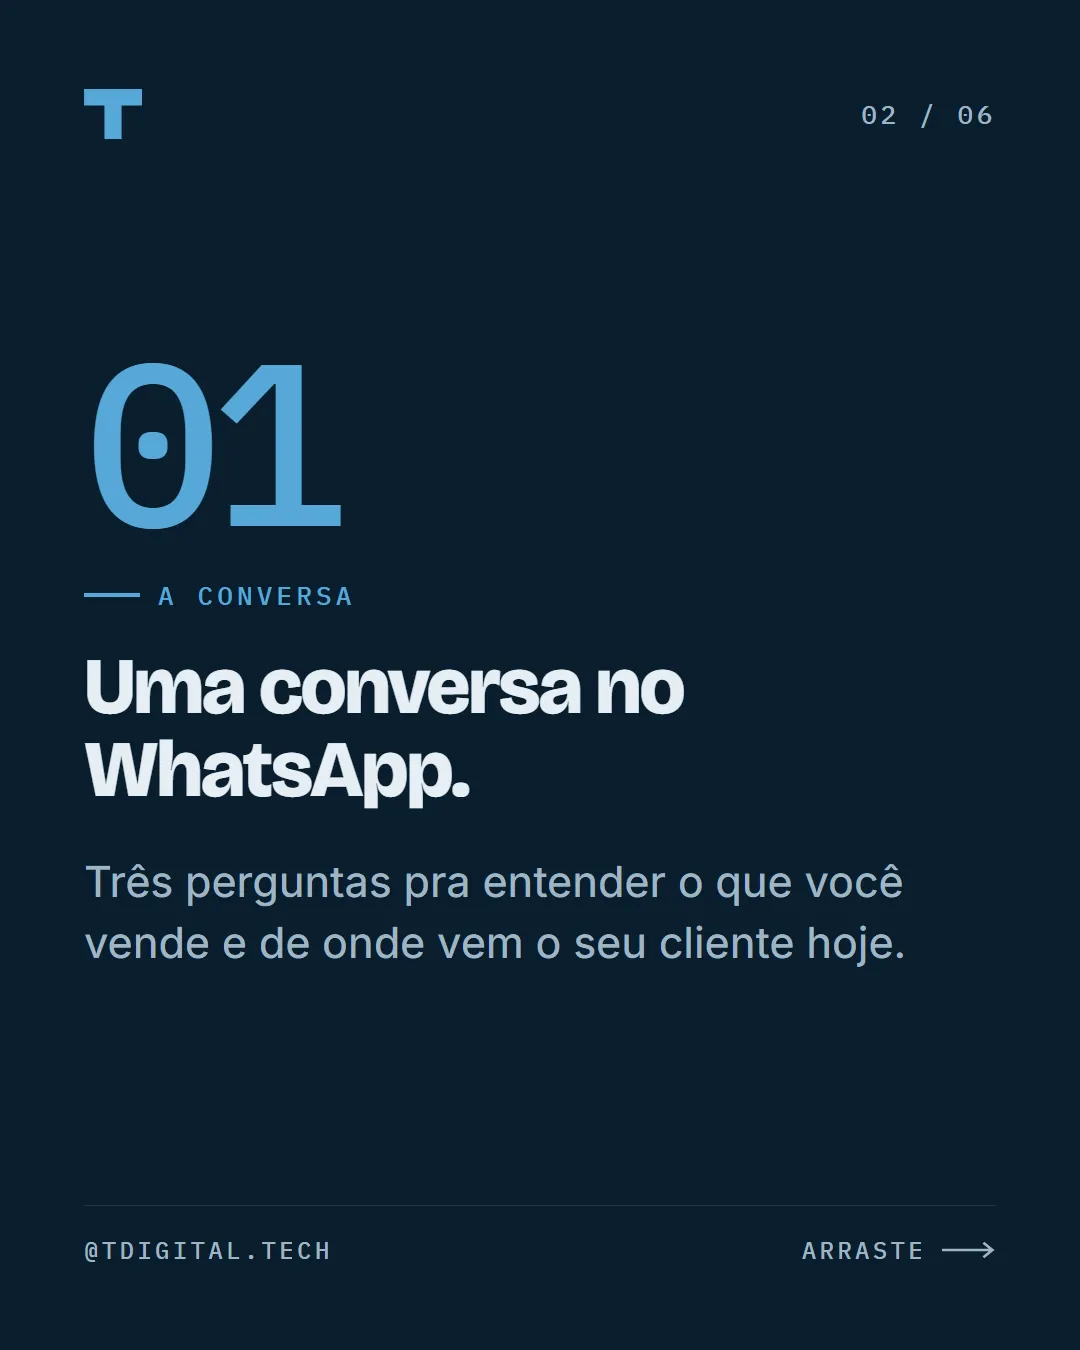 T
02 / 06
01
A CONVERSA
Uma conversa no
WhatsApp.
Três perguntas pra entender o que você
vende e de onde vem o seu cliente hoje.
@TDIGITAL.TECH
ARRASTE